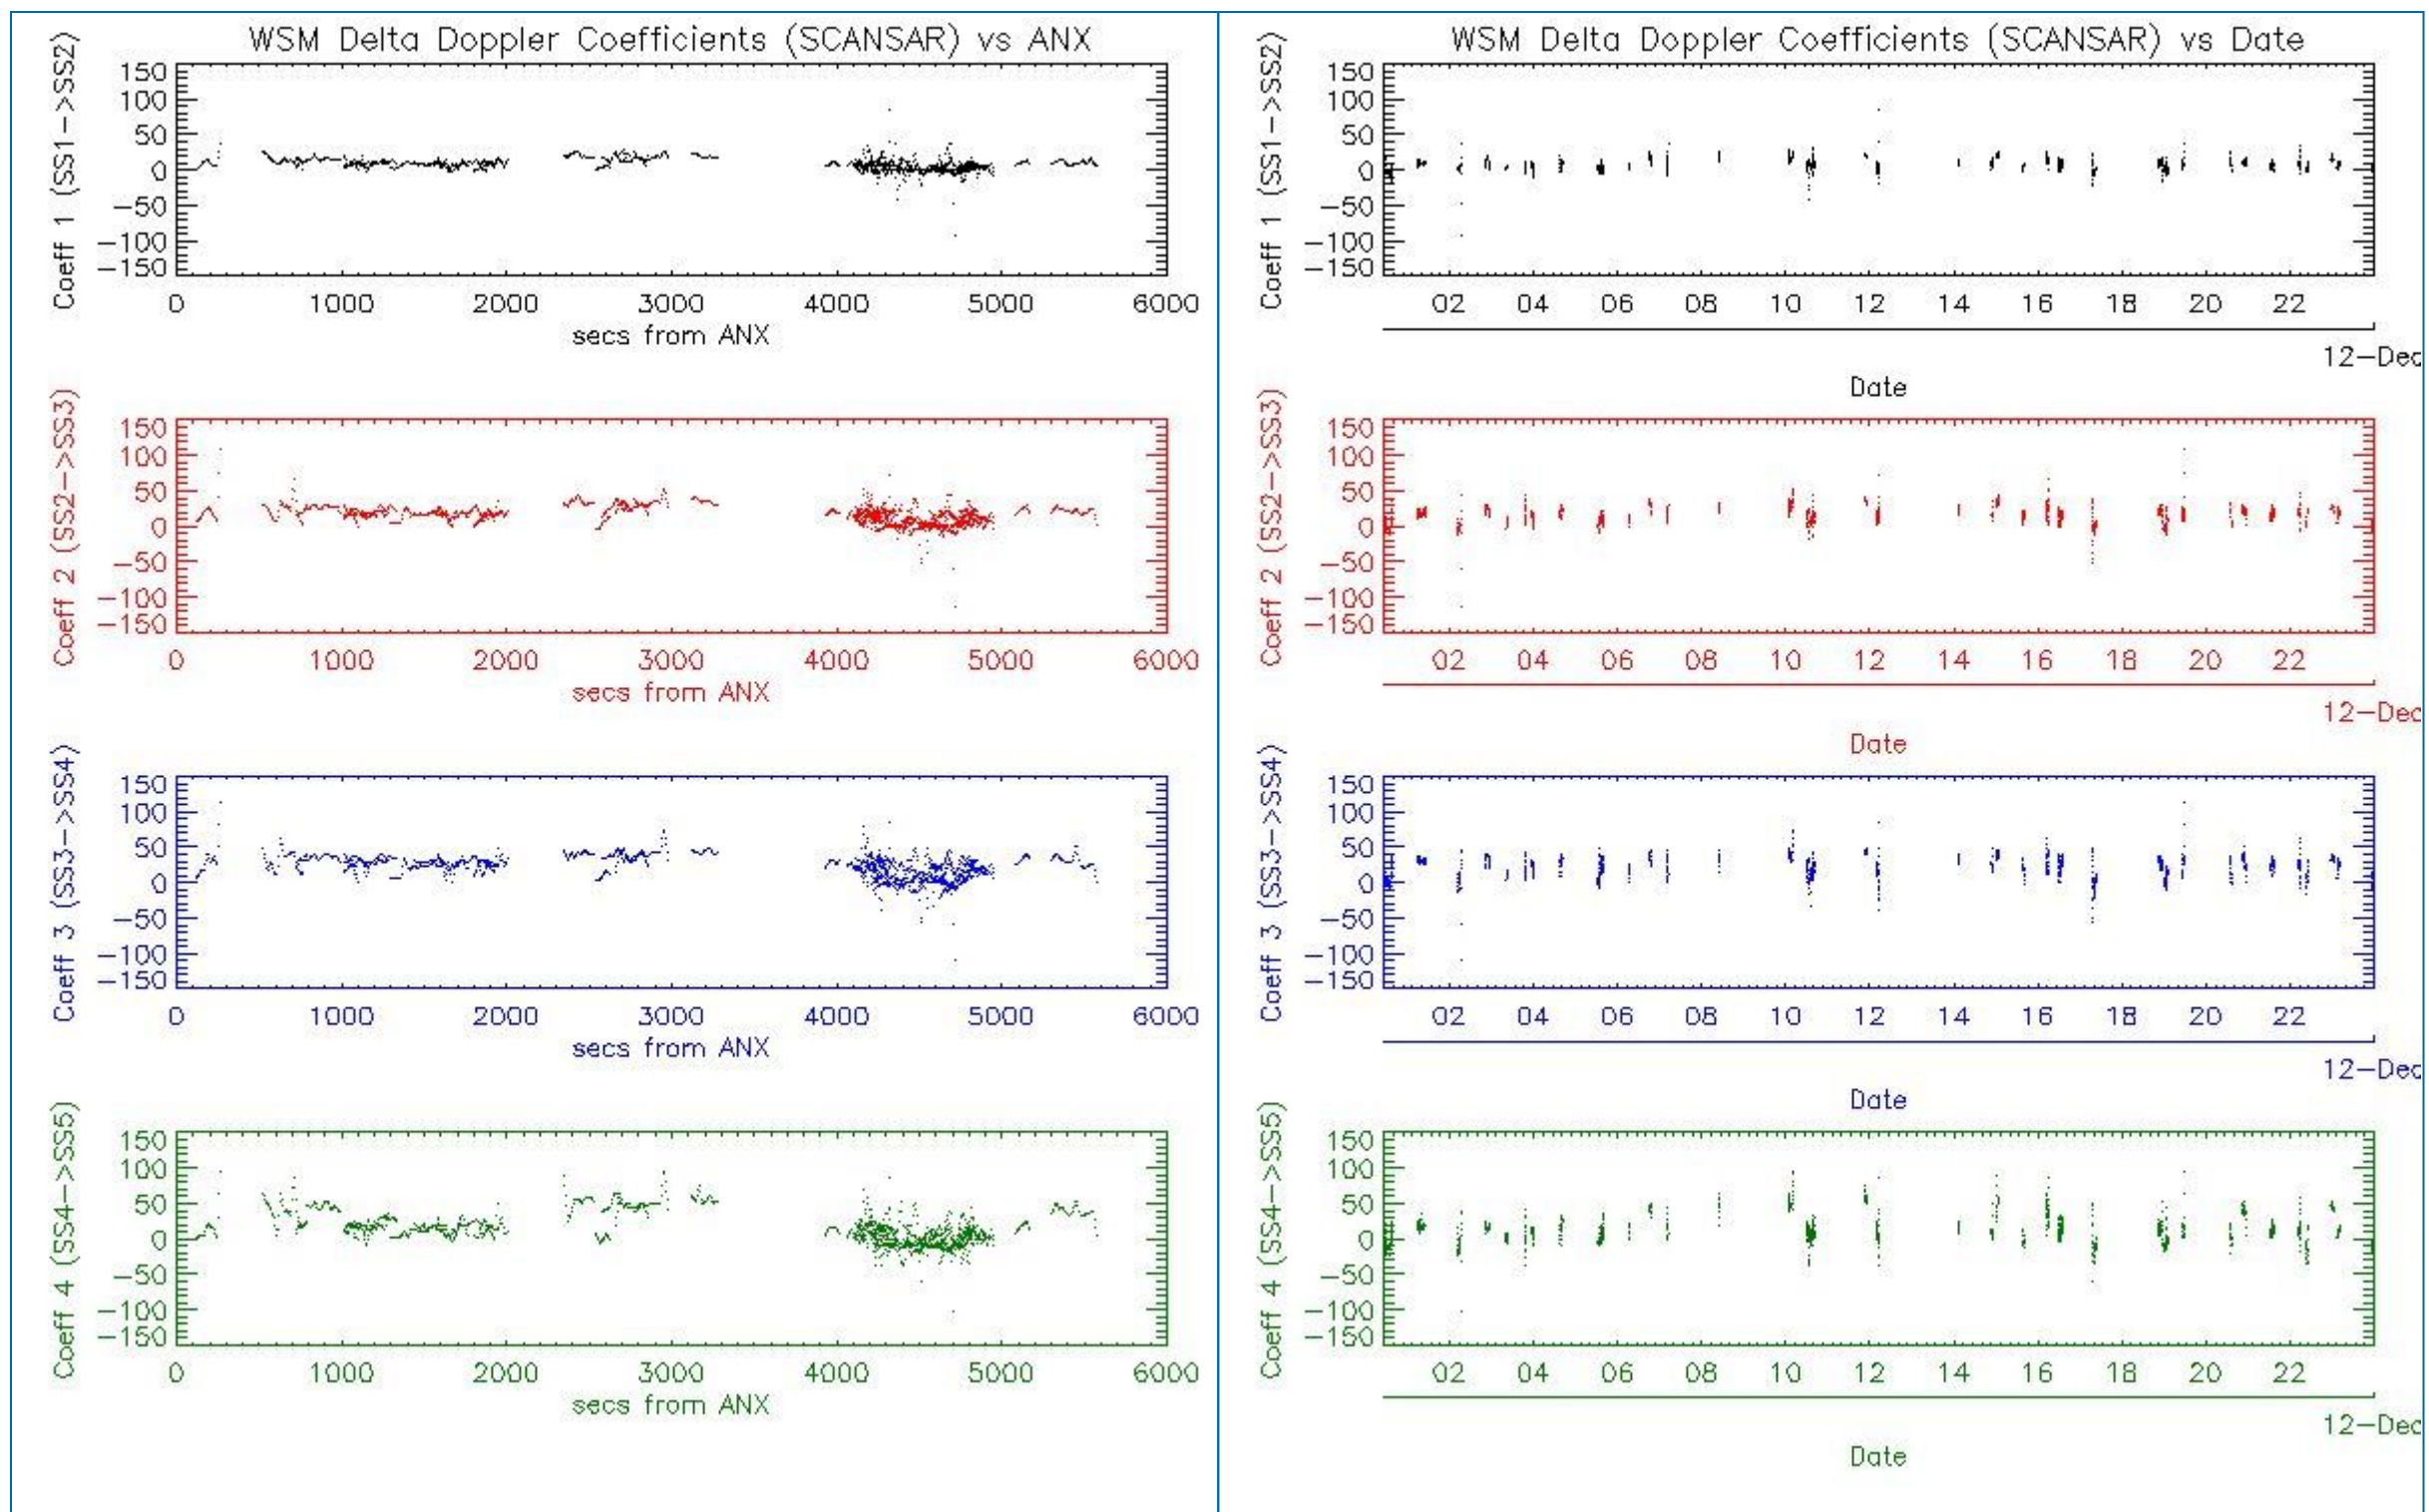 WSM Delta Doppler Coefficients (SCANSAR) vs ANX
Coeff 1 (SS1->SS2)
150
100
50
0
-50
-100
-150
0 1000 2000 3000 4000 5000 6000
secs from ANX
Coeff 2 (SS2->SS3)
150
100
50
0
-50
-100
-150
0 1000 2000 3000 4000 5000 6000
secs from ANX
Coeff 3 (SS3->SS4)
150
100
50
0
-50
-100
-150
0 1000 2000 3000 4000 5000 6000
secs from ANX
Coeff 4 (SS4->SS5)
150
100
50
0
-50
-100
-150
0 1000 2000 3000 4000 5000 6000
secs from ANX
WSM Delta Doppler Coefficients (SCANSAR) vs Date
Coeff 1 (SS1->SS2)
150
100
50
0
-50
-100
-150
02 04 06 08 10 12 14 16 18 20 22
12-Dec
Date
Coeff 2 (SS2->SS3)
150
100
50
0
-50
-100
-150
02 04 06 08 10 12 14 16 18 20 22
12-Dec
Date
Coeff 3 (SS3->SS4)
150
100
50
0
-50
-100
-150
02 04 06 08 10 12 14 16 18 20 22
12-Dec
Date
Coeff 4 (SS4->SS5)
150
100
50
0
-50
-100
-150
02 04 06 08 10 12 14 16 18 20 22
12-Dec
Date